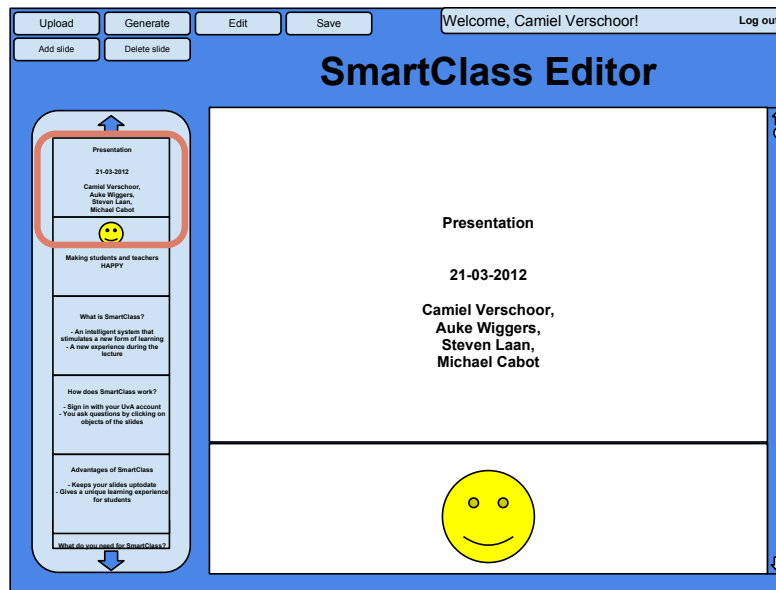 Upload
Generate
Edit
Save
Welcome, Camiel Verschoor!
Log out
Add slide
Delete slide
SmartClass Editor
Presentation
21-03-2012
Camiel Verschoor,
Auke Wiggers,
Steven Laan,
Michael Cabot
Making students and teachers
HAPPY
What is SmartClass?
- An intelligent system that
stimulates a new form of learning
- A new experience during the
lecture
How does SmartClass work?
- Sign in with your UvA account
- You ask questions by clicking on
objects of the slides
Advantages of SmartClass
- Keeps your slides uptodate
- Gives a unique learning experience
for students
What do you need for SmartClass?
Presentation
21-03-2012
Camiel Verschoor,
Auke Wiggers,
Steven Laan,
Michael Cabot